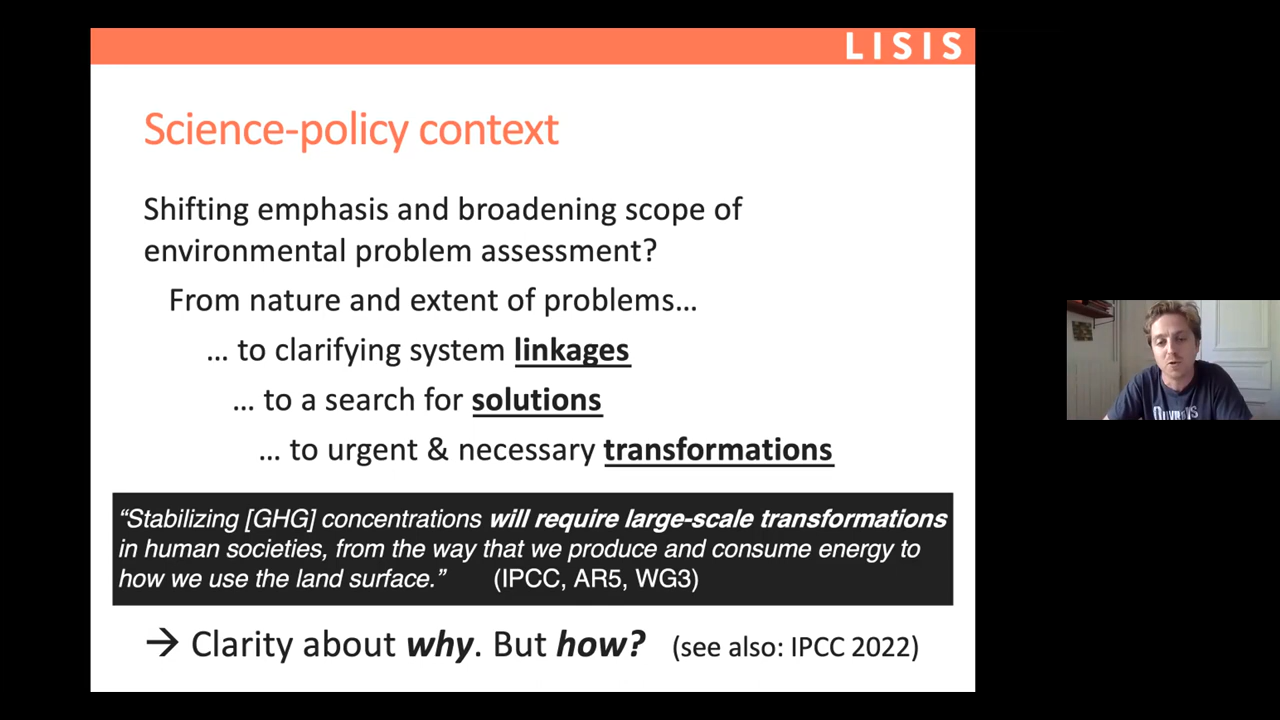 LISIS
Science-policy context
Shifting emphasis and broadening scope of
environmental problem assessment?
From nature and extent of problems…
… to clarifying system linkages
… to a search for solutions
… to urgent & necessary transformations
“Stabilizing [GHG] concentrations will require large-scale transformations
in human societies, from the way that we produce and consume energy to
how we use the land surface.” (IPCC, AR5, WG3)
→ Clarity about why. But how? (see also: IPCC 2022)